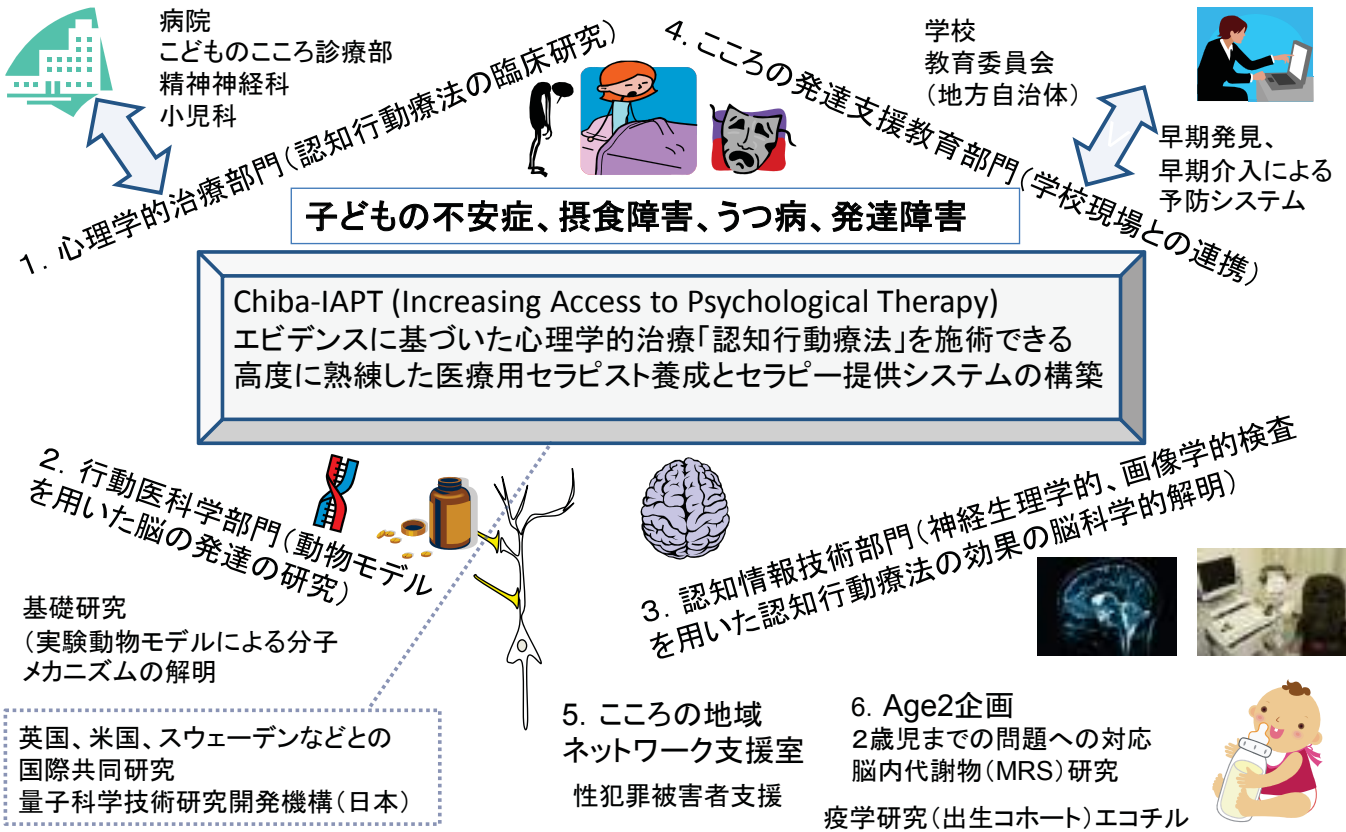 病院
こどものこころ診療部
精神神経科
小児科
1. 心理学的治療部門(認知行動療法の臨床研究)
4. こころの発達支援教育部門(学校現場との連携)
学校
教育委員会
(地方自治体)
早期発見、
早期介入による
予防システム
子どもの不安症、摂食障害、うつ病、発達障害
Chiba-IAPT (Increasing Access to Psychological Therapy)
エビデンスに基づいた心理学的治療「認知行動療法」を施術できる
高度に熟練した医療用セラピスト養成とセラピー提供システムの構築
2. 行動医科学部門(動物モデル
を用いた脳の発達の研究)
基礎研究
(実験動物モデルによる分子
メカニズムの解明
英国、米国、スウェーデンなどとの
国際共同研究
量子科学技術研究開発機構(日本)
3. 認知情報技術部門(神経生理学的、画像学的検査
を用いた認知行動療法の効果の脳科学的解明)
5. こころの地域
ネットワーク支援室
性犯罪被害者支援
6. Age2企画
2歳児までの問題への対応
脳内代謝物(MRS)研究
疫学研究(出生コホート)エコチル